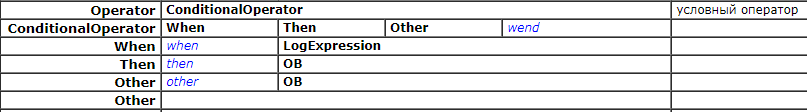 Operator ConditionalOperator условный оператор
ConditionalOperator When Then Other wend
When when LogExpression
Then then OB
Other other OB
Other